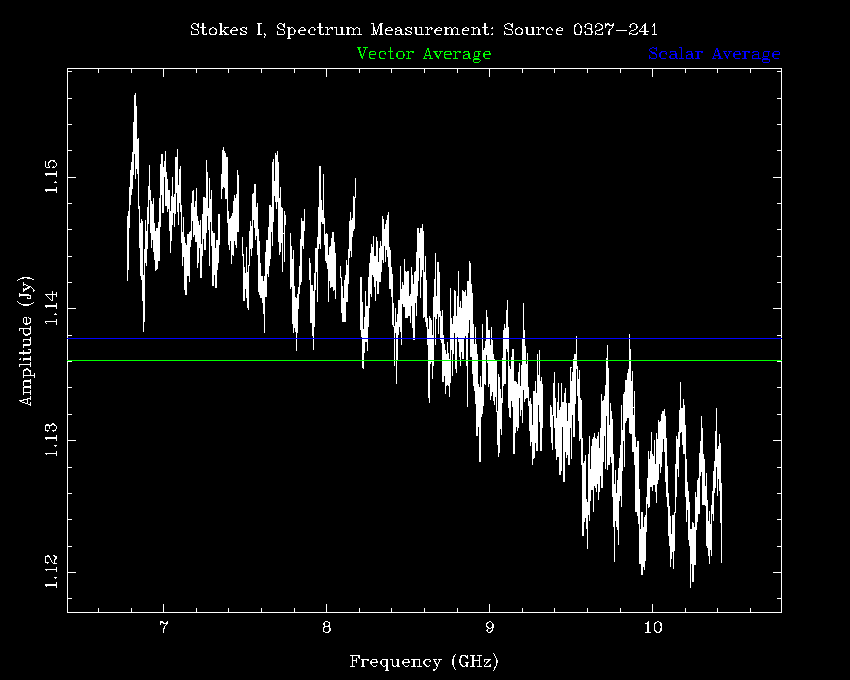 Stokes I, Spectrum Measurement: Source 0327-241
Vector Average Scalar Average
1.15
1.14
1.13
1.12
Amplitude (Jy)
7 8 9 10
Frequency (GHz)